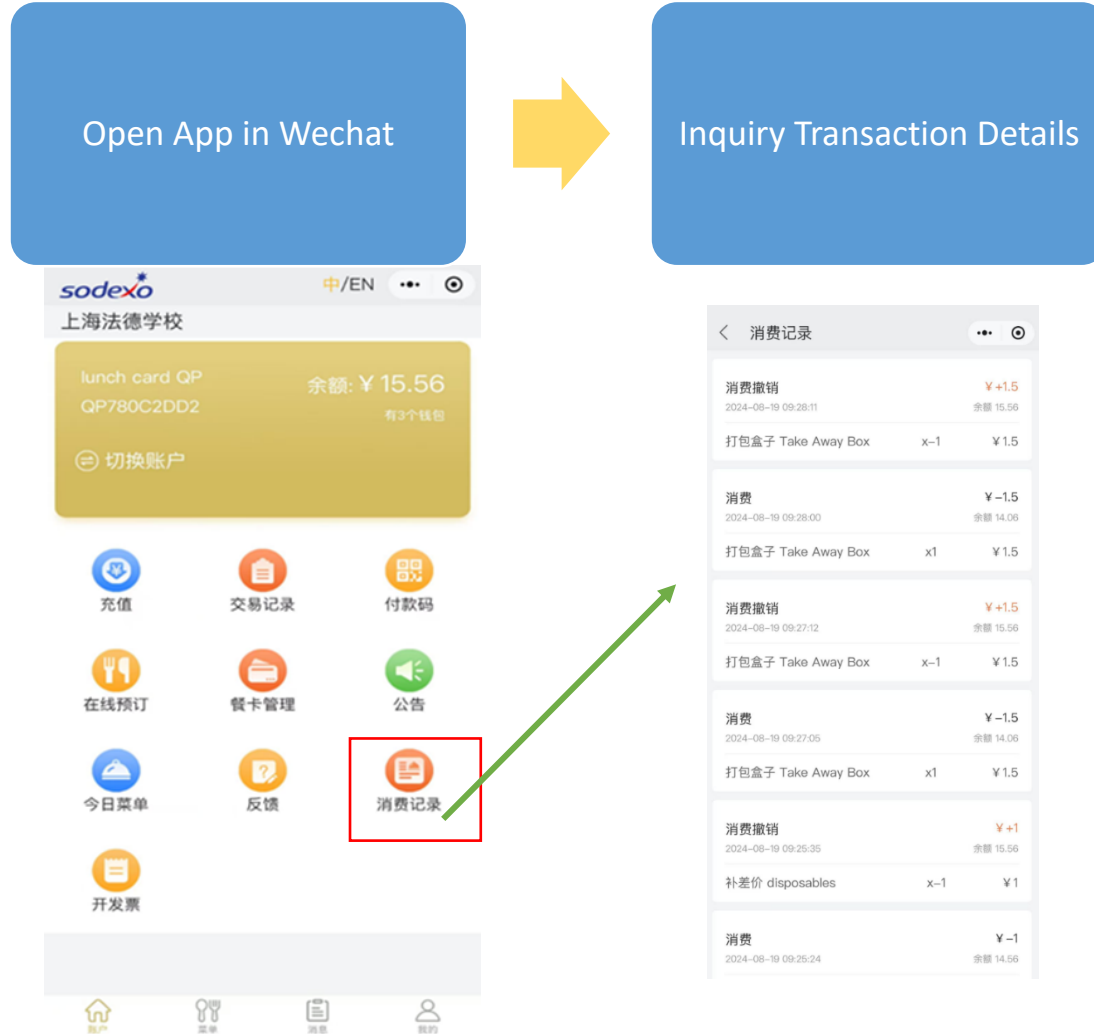 Open App in Wechat
Inquiry Transaction Details
sodexo
中/EN
上海法德学校
lunch card QP
余额: ¥ 15.56
QP780C2DD2
有3个钱包
切换账户
充值
交易记录
付款码
在线预订
餐卡管理
公告
今日菜单
反馈
消费记录
开发票
账户
菜单
消息
我的
消费记录
消费撤销 ¥ +1.5
2024-08-19 09:28:11 余额 15.56
打包盒子 Take Away Box x-1 ¥ 1.5
消费 ¥ -1.5
2024-08-19 09:28:00 余额 14.06
打包盒子 Take Away Box x1 ¥ 1.5
消费撤销 ¥ +1.5
2024-08-19 09:27:12 余额 15.56
打包盒子 Take Away Box x-1 ¥ 1.5
消费 ¥ -1.5
2024-08-19 09:27:05 余额 14.06
打包盒子 Take Away Box x1 ¥ 1.5
消费撤销 ¥ +1
2024-08-19 09:25:35 余额 15.56
补差价 disposables x-1 ¥ 1
消费 ¥ -1
2024-08-19 09:25:24 余额 14.56